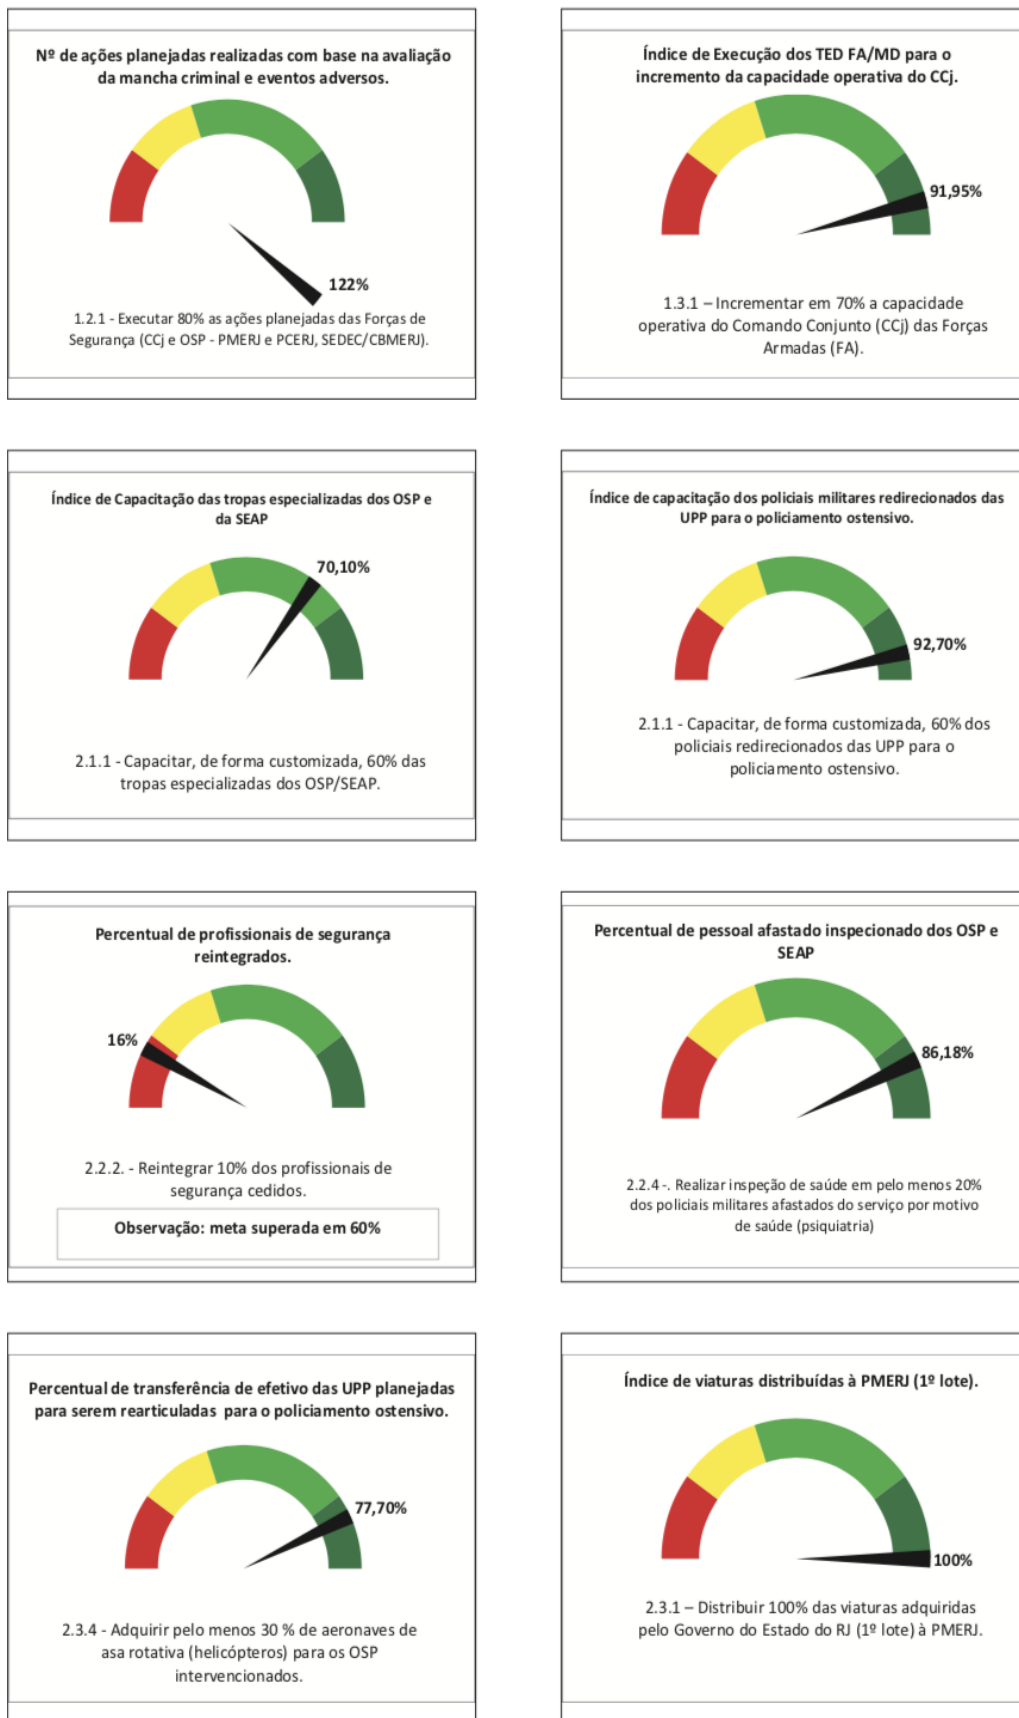 Nº de ações planejadas realizadas com base na avaliação
da mancha criminal e eventos adversos.
122%
1.2.1 - Executar 80% as ações planejadas das Forças de
Segurança (CCj e OSP - PMERJ e PCERJ, SEDEC/CBMERJ).
Índice de Execução dos TED FA/MD para o
incremento da capacidade operativa do CCj.
91,95%
1.3.1 – Incrementar em 70% a capacidade
operativa do Comando Conjunto (CCj) das Forças
Armadas (FA).
Índice de Capacitação das tropas especializadas dos OSP e
da SEAP
70,10%
2.1.1 - Capacitar, de forma customizada, 60% das
tropas especializadas dos OSP/SEAP.
Índice de capacitação dos policiais militares redirecionados das
UPP para o policiamento ostensivo.
92,70%
2.1.1 - Capacitar, de forma customizada, 60% dos
policiais redirecionados das UPP para o
policiamento ostensivo.
Percentual de profissionais de segurança
reintegrados.
16%
2.2.2. - Reintegrar 10% dos profissionais de
segurança cedidos.
Observação: meta superada em 60%
Percentual de pessoal afastado inspecionado dos OSP e
SEAP
86,18%
2.2.4 -. Realizar inspeção de saúde em pelo menos 20%
dos policiais militares afastados do serviço por motivo
de saúde (psiquiatria)
Percentual de transferência de efetivo das UPP planejadas
para serem rearticuladas para o policiamento ostensivo.
77,70%
2.3.4 - Adquirir pelo menos 30 % de aeronaves de
asa rotativa (helicópteros) para os OSP
intervencionados.
Índice de viaturas distribuídas à PMERJ (1º lote).
100%
2.3.1 – Distribuir 100% das viaturas adquiridas
pelo Governo do Estado do RJ (1º lote) à PMERJ.